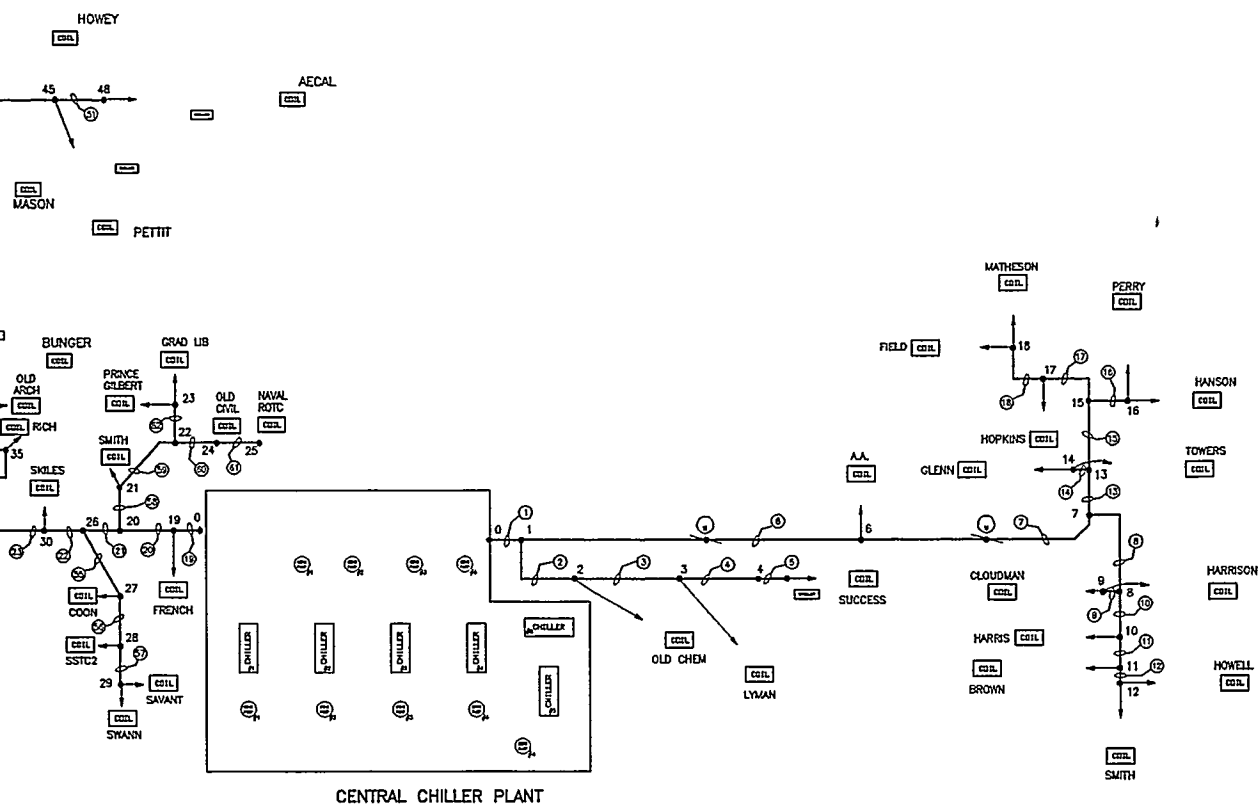 HOWEY
COIL
AECAL
COIL
45
48
51
COIL
MASON
COIL
PETTIT
MATHESON
COIL
PERRY
COIL
BUNGER
COIL
GRAD LIB
COIL
FIELD
COIL
18
17
17
18
15
16
16
HANSON
COIL
OLD
ARCH
COIL
PRINCE
GILBERT
COIL
23
OLD
CIVIL
COIL
NAVAL
ROTC
COIL
COIL
RICH
35
62
22
24
25
60
61
SMITH
COIL
59
21
58
SKILES
COIL
HOPKINS
COIL
15
TOWERS
COIL
GLENN
COIL
14
13
14
13
A.A.
COIL
7
23
30
22
26
21
20
20
19
19
0
0
1
1
6
6
7
8
2
2
3
3
4
4
5
55
COON
COIL
27
56
FRENCH
COIL
SSTC2
COIL
28
57
29
SAVANT
COIL
SWANN
COIL
CHILLER
CHILLER
CHILLER
CHILLER
CHILLER
CHILLER
OLD CHEM
COIL
LYMAN
COIL
SUCCESS
COIL
CLOUDMAN
COIL
9
8
9
10
HARRISON
COIL
HARRIS
COIL
10
11
BROWN
COIL
11
12
12
HOWELL
COIL
SMITH
COIL
CENTRAL CHILLER PLANT